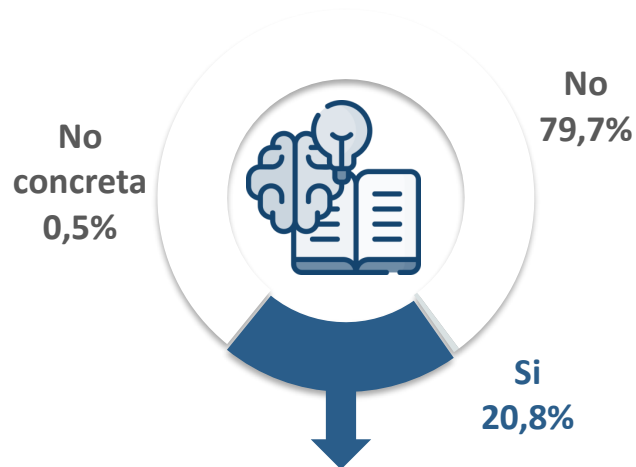 No
79,7%
No
concreta
0,5%
Si
20,8%